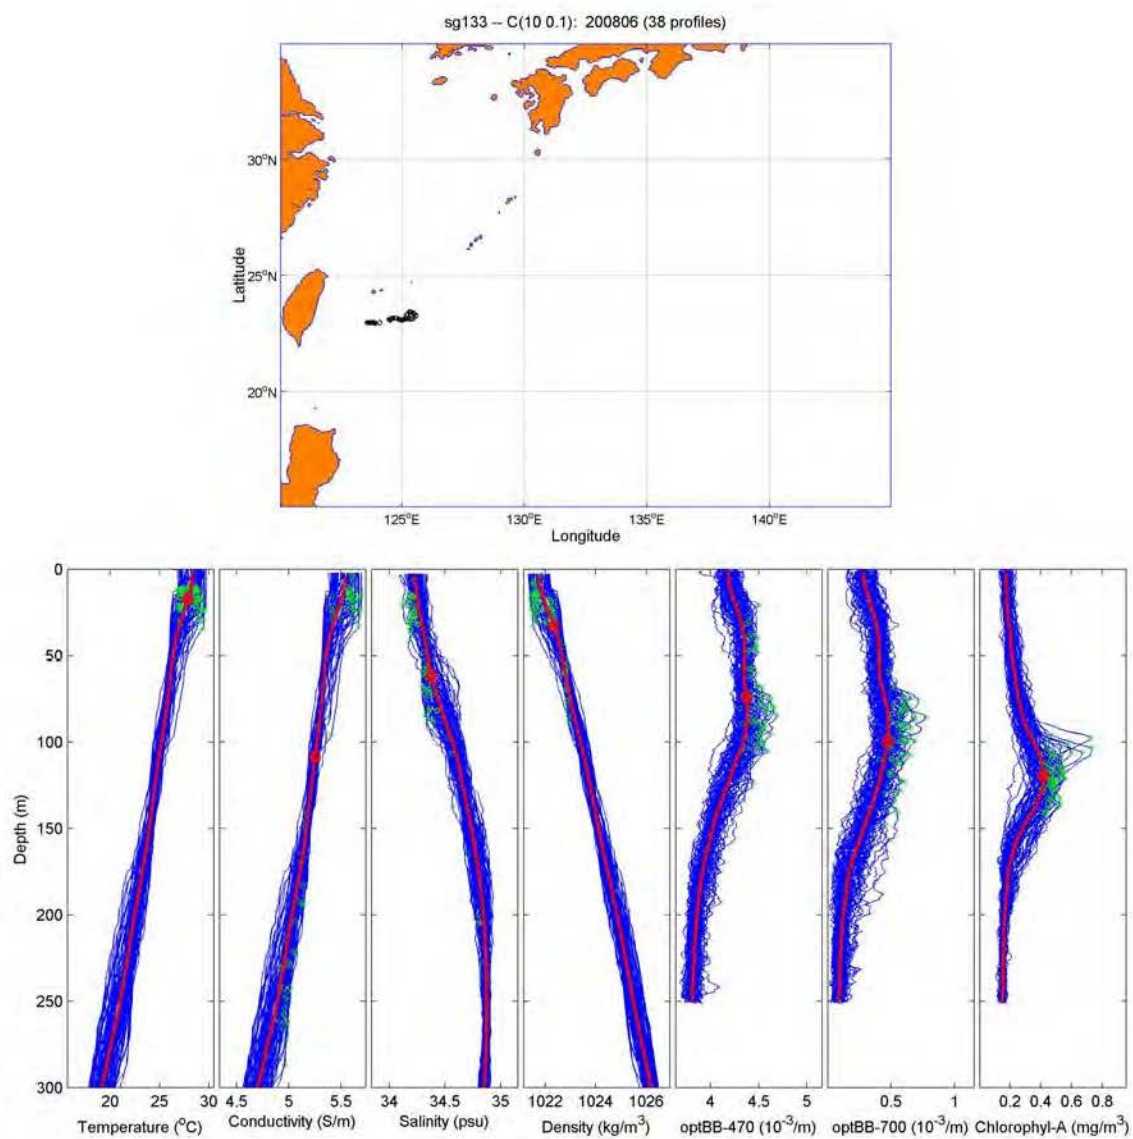 sg133 -- C(10 0.1): 200806 (38 profiles)
30°N
25°N
20°N
Latitude
125°E 130°E 135°E 140°E
Longitude
0
50
100
150
200
250
300
Depth (m)
20 25 30
4.5 5 5.5
34 34.5 35
1022 1024 1026
4 4.5 5
0 0.5 1
0.2 0.4 0.6 0.8
Temperature (°C)
Conductivity (S/m)
Salinity (psu)
Density (kg/m³)
optBB-470 (10⁻³/m)
optBB-700 (10⁻³/m)
Chlorophyl-A (mg/m³)